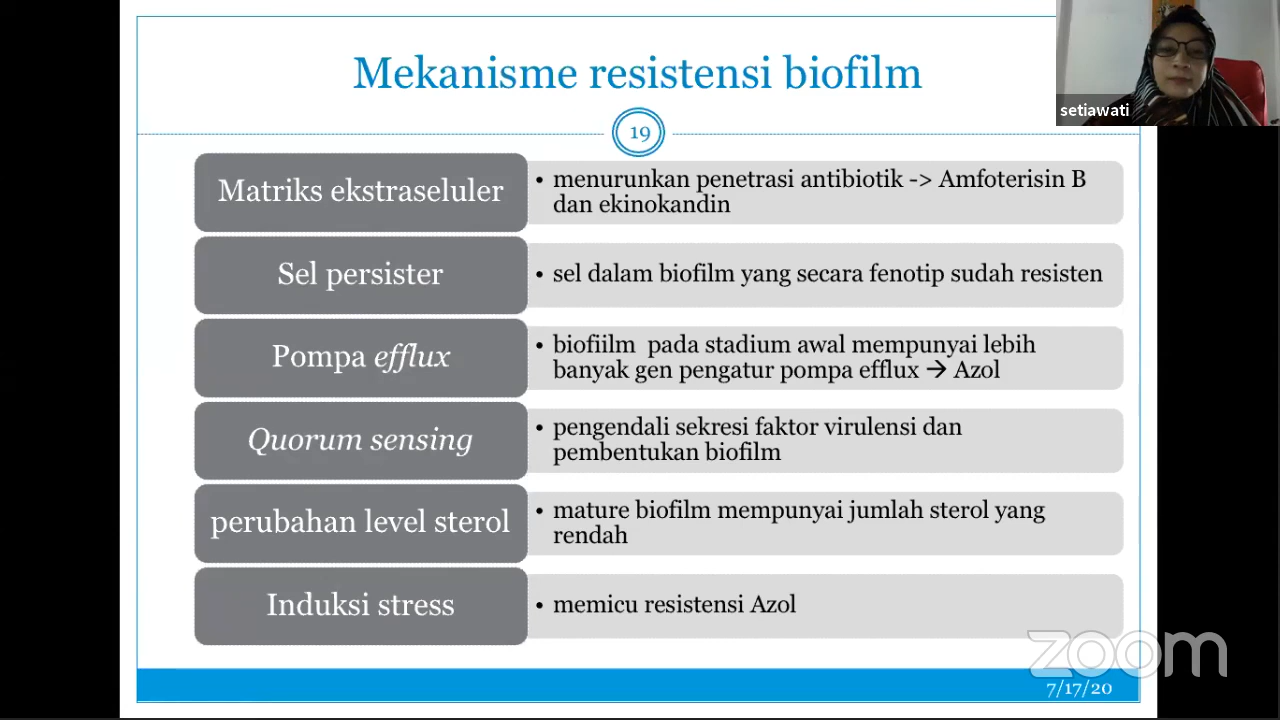 Mekanisme resistensi biofilm
setiawati
19
Matriks ekstraseluler
• menurunkan penetrasi antibiotik -> Amfoterisin B
dan ekinokandin
Sel persister
• sel dalam biofilm yang secara fenotip sudah resisten
Pompa efflux
• biofiilm pada stadium awal mempunyai lebih
banyak gen pengatur pompa efflux → Azol
Quorum sensing
• pengendali sekresi faktor virulensi dan
pembentukan biofilm
perubahan level sterol
• mature biofilm mempunyai jumlah sterol yang
rendah
Induksi stress
• memicu resistensi Azol
zoom
7/17/20